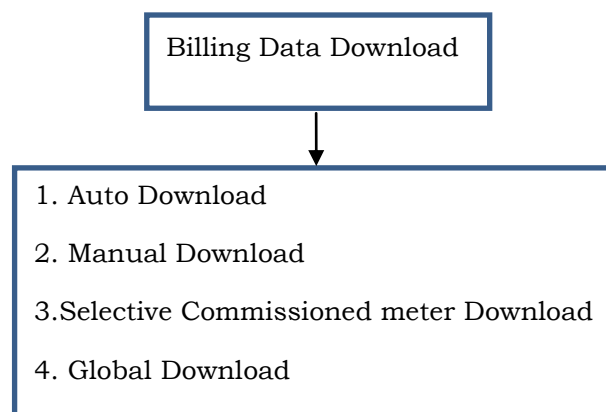 Billing Data Download
1. Auto Download
2. Manual Download
3.Selective Commissioned meter Download
4. Global Download